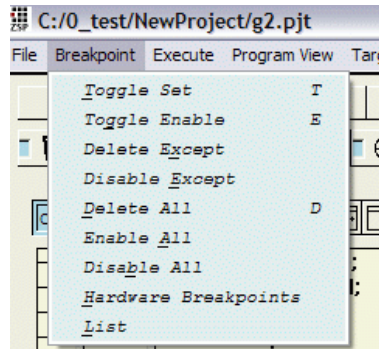 C:/0_test/NewProject/g2.pjt
File Breakpoint Execute Program View
Toggle Set T
Toggle Enable E
Delete Except
Disable Except
Delete All D
Enable All
Disable All
Hardware Breakpoints
List